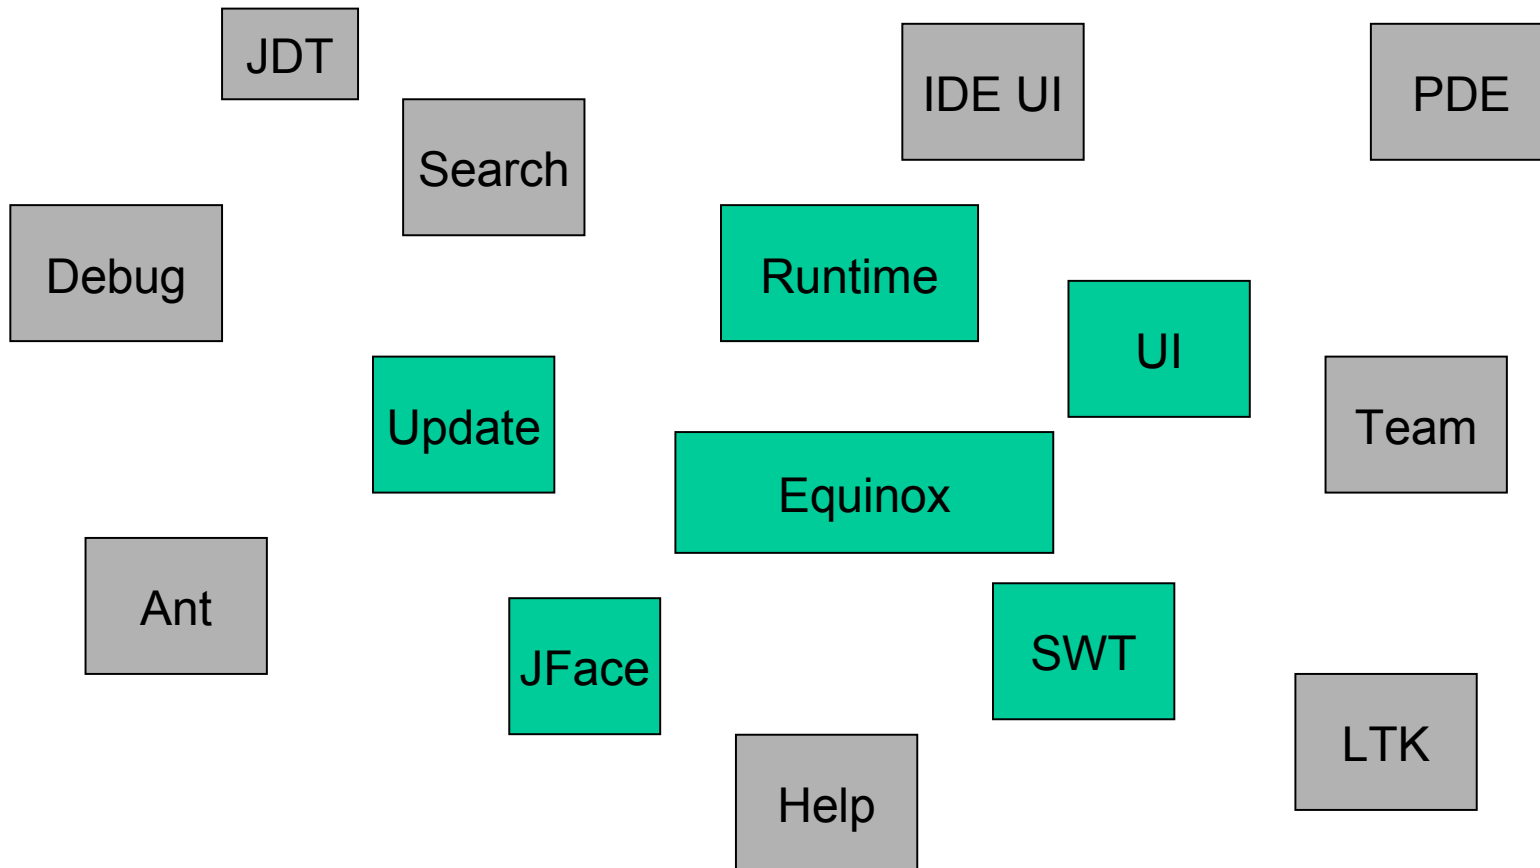 JDT
IDE UI
PDE
Search
Debug
Runtime
UI
Update
Team
Equinox
Ant
JFace
SWT
LTK
Help